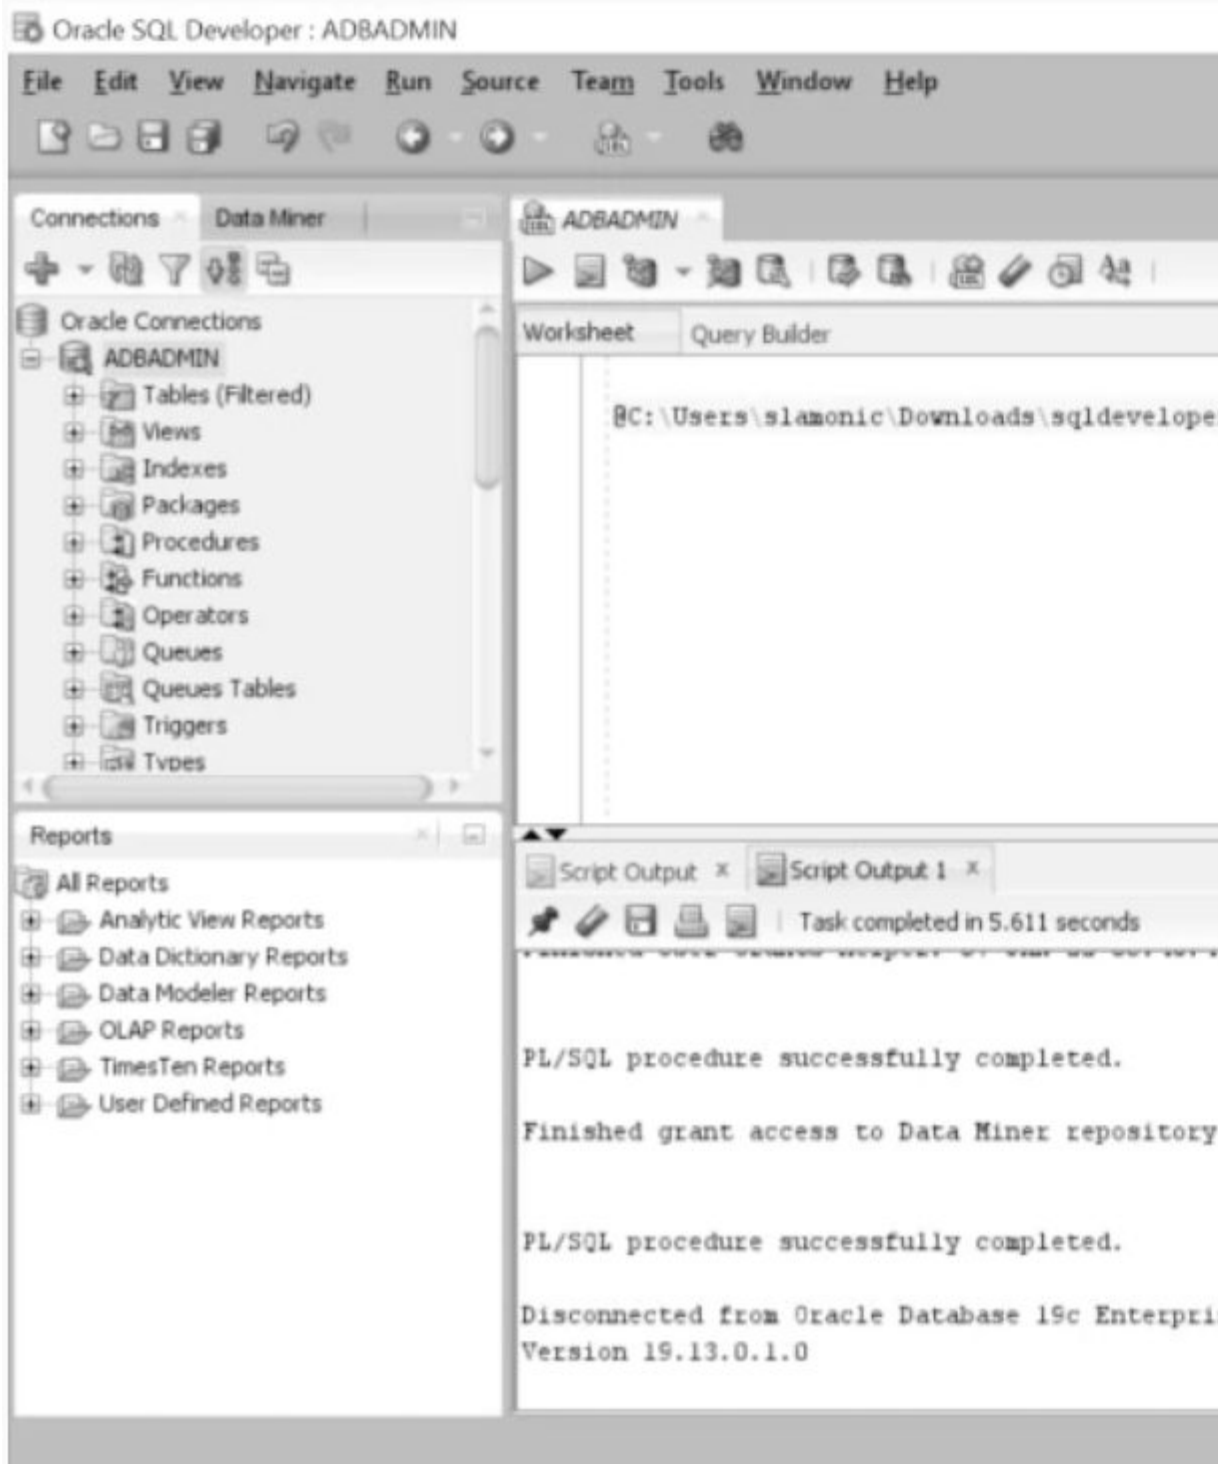 Oracle SQL Developer : ADBADMIN
File Edit View Navigate Run Source Team Tools Window Help
Connections Data Miner
Oracle Connections
ADBADMIN
Tables (Filtered)
Views
Indexes
Packages
Procedures
Functions
Operators
Queues
Queues Tables
Triggers
Types
Reports
All Reports
Analytic View Reports
Data Dictionary Reports
Data Modeler Reports
OLAP Reports
TimesTen Reports
User Defined Reports
ADBADMIN
Worksheet Query Builder
@C:\Users\slamonic\Downloads\sqldevelope
Script Output x Script Output 1 x
Task completed in 5.611 seconds
PL/SQL procedure successfully completed.
Finished grant access to Data Miner repository
PL/SQL procedure successfully completed.
Disconnected from Oracle Database 19c Enterpri
Version 19.13.0.1.0